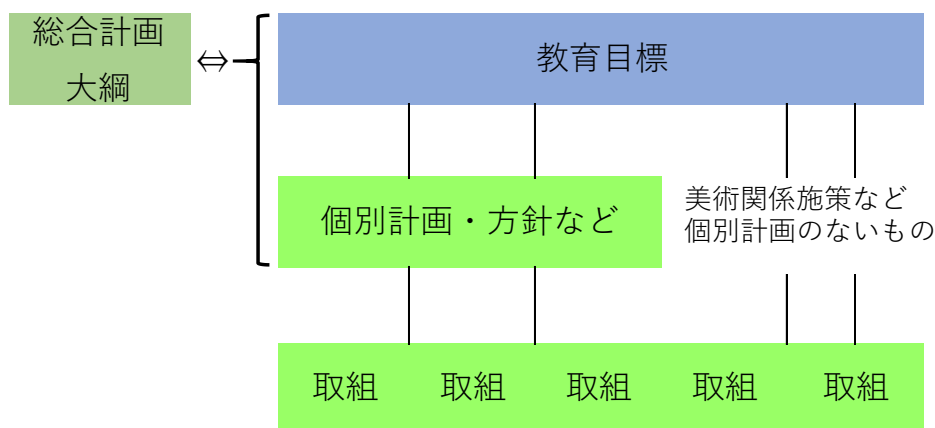 総合計画
大綱
⇔
教育目標
個別計画・方針など
美術関係施策など
個別計画のないもの
取組 取組 取組 取組 取組